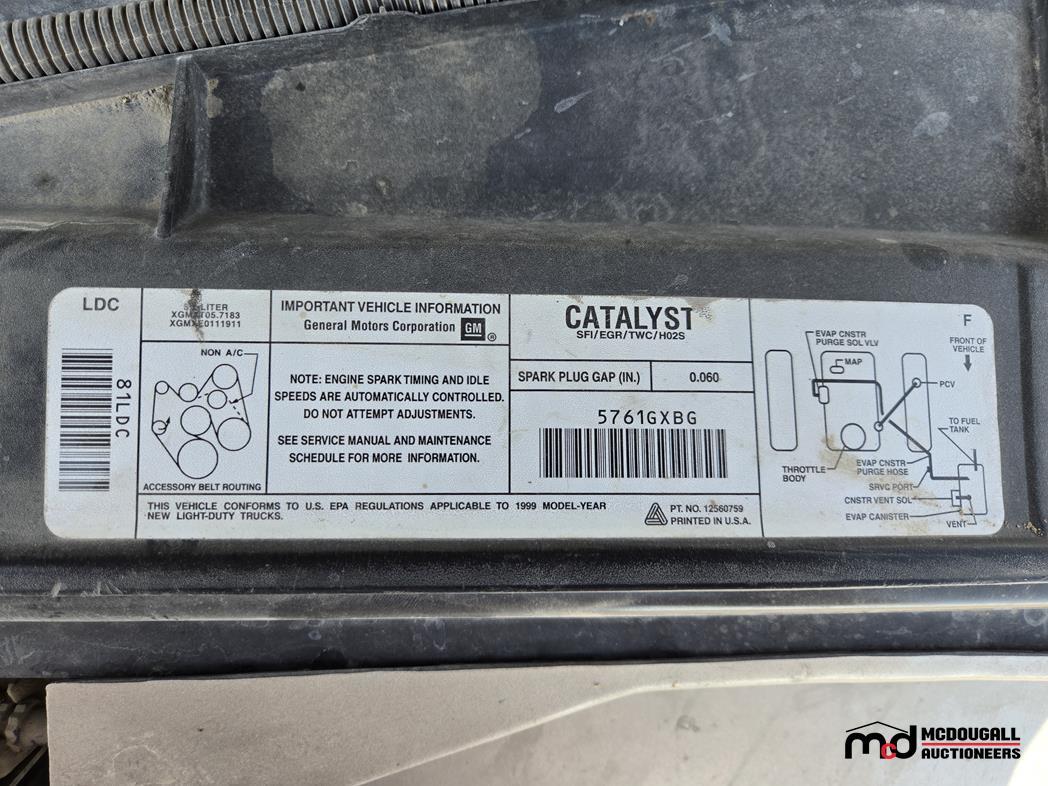 LDC
81LDC
LITER
NON A/C
ACCESSORY BELT ROUTING
IMPORTANT VEHICLE INFORMATION
General Motors Corporation GM ®
NOTE: ENGINE SPARK TIMING AND IDLE
SPEEDS ARE AUTOMATICALLY CONTROLLED.
DO NOT ATTEMPT ADJUSTMENTS.
SEE SERVICE MANUAL AND MAINTENANCE
SCHEDULE FOR MORE INFORMATION.
CATALYST
SFI/EGR/TWC/HO2S
SPARK PLUG GAP (IN.) 0.060
5761GXBG
THIS VEHICLE CONFORMS TO U.S. EPA REGULATIONS APPLICABLE TO 1999 MODEL-YEAR
NEW LIGHT-DUTY TRUCKS.
PT. NO. 12560759
PRINTED IN U.S.A.
F
FRONT OF
VEHICLE
EVAP CNSTR
PURGE SOL VLV
MAP
PCV
TO FUEL
TANK
THROTTLE
BODY
EVAP CNSTR
PURGE HOSE
SRVC PORT
CNSTR VENT SOL
EVAP CANISTER
VENT
mcd MCDOUGALL
AUCTIONEERS